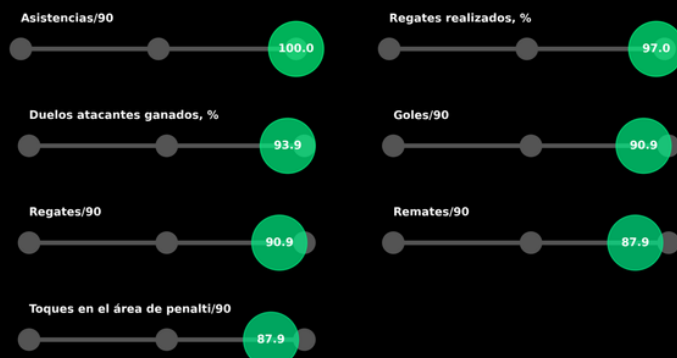 Asistencias/90
100.0
Regates realizados, %
97.0
Duelos atacantes ganados, %
93.9
Goles/90
90.9
Regates/90
90.9
Remates/90
87.9
Toques en el área de penalti/90
87.9